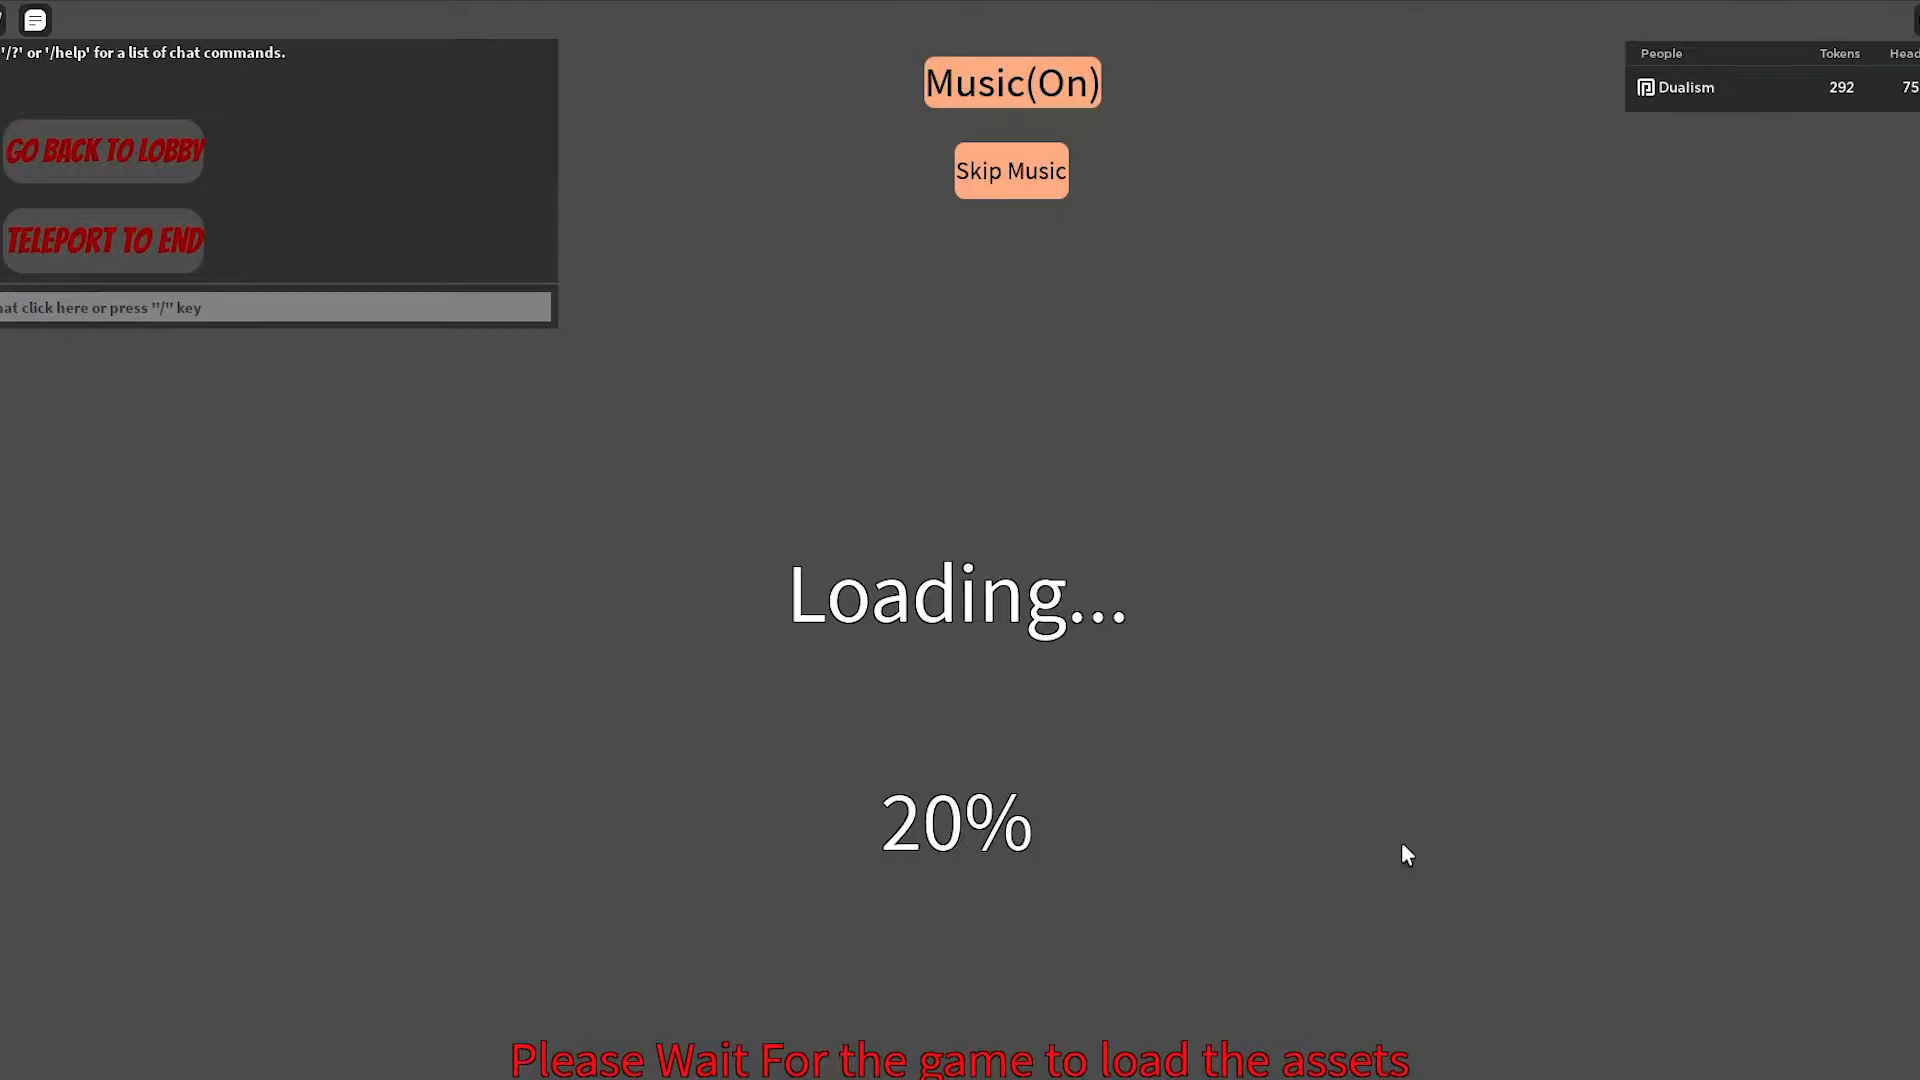 '/?' or '/help' for a list of chat commands.
GO BACK TO LOBBY
TELEPORT TO END
hat click here or press "/" key
Music(On)
Skip Music
People Tokens Head
Dualism 292 75
Loading...
20%
Please Wait For the game to load the assets